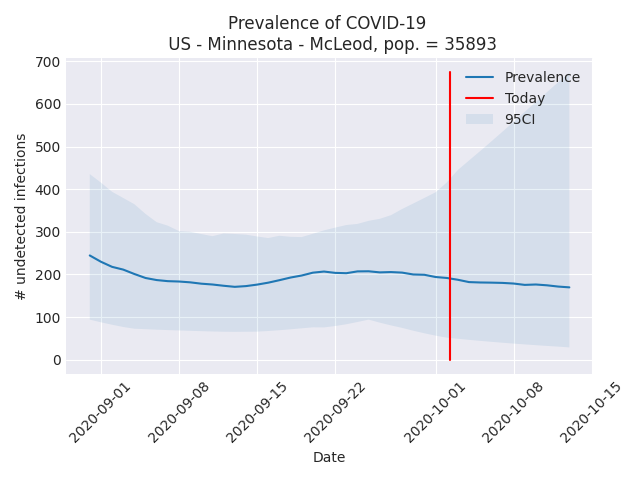 Prevalence of COVID-19
US - Minnesota - McLeod, pop. = 35893
700
600
500
400
300
200
100
0
# undetected infections
Prevalence
Today
95CI
2020-09-01
2020-09-08
2020-09-15
2020-09-22
2020-10-01
2020-10-08
2020-10-15
Date